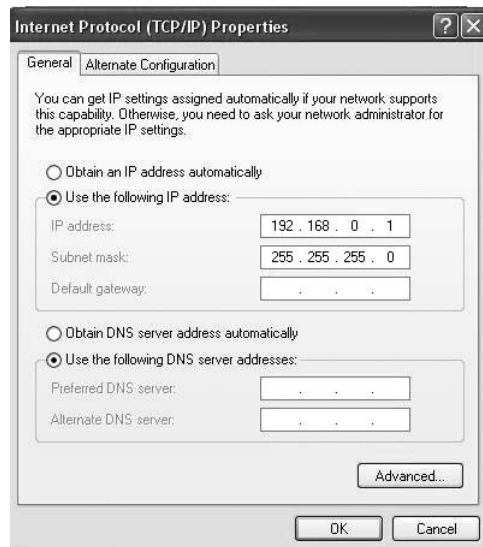 Internet Protocol (TCP/IP) Properties
General
Alternate Configuration
You can get IP settings assigned automatically if your network supports
this capability. Otherwise, you need to ask your network administrator for
the appropriate IP settings.
Obtain an IP address automatically
Use the following IP address:
IP address: 192 . 168 . 0 . 1
Subnet mask: 255 . 255 . 255 . 0
Default gateway: . . .
Obtain DNS server address automatically
Use the following DNS server addresses:
Preferred DNS server: . . .
Alternate DNS server: . . .
Advanced...
OK
Cancel